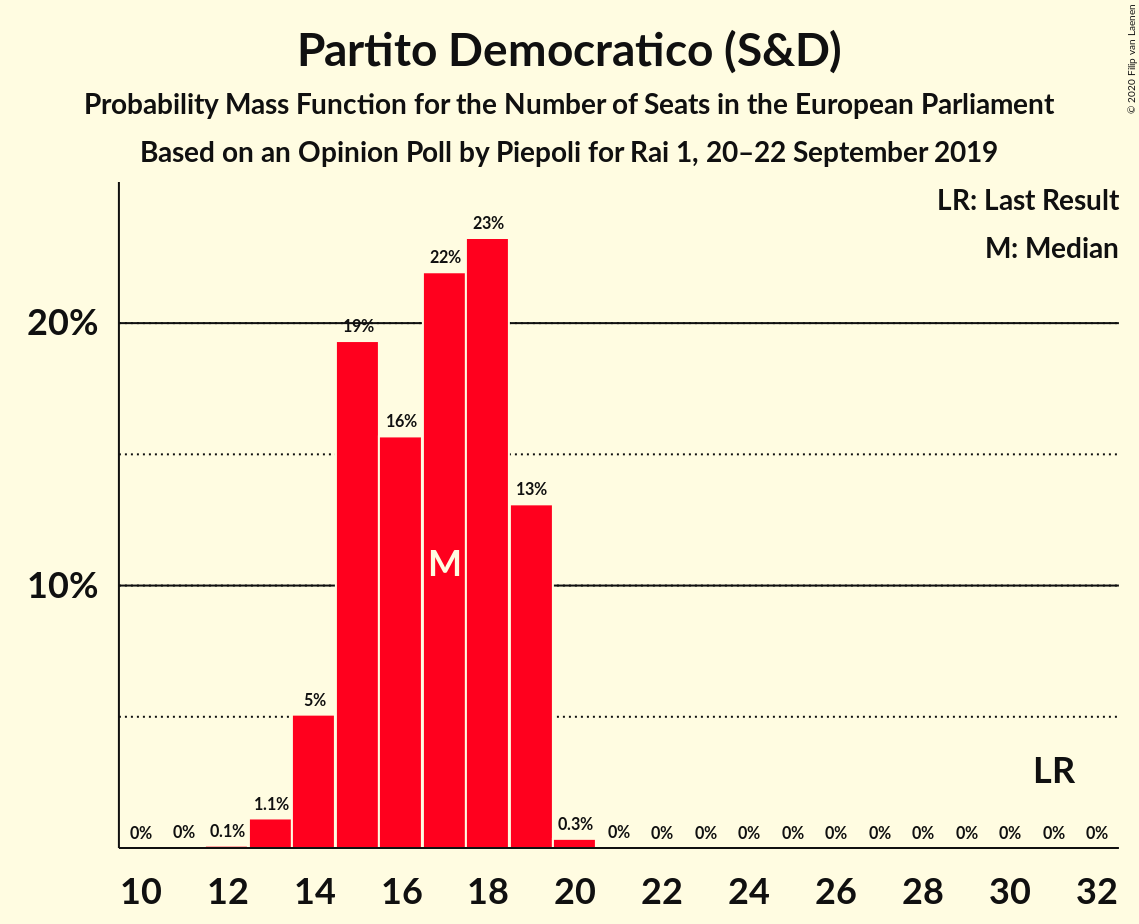 Partito Democratico (S&D)
Probability Mass Function for the Number of Seats in the European Parliament
Based on an Opinion Poll by Piepoli for Rai 1, 20–22 September 2019
© 2020 Filip van Laenen
LR: Last Result
M: Median
20%
10%
0%
0%
0.1%
1.1%
5%
19%
16%
22%
23%
13%
0.3%
0%
0%
0%
0%
0%
0%
0%
0%
0%
0%
0%
0%
M
LR
10 12 14 16 18 20 22 24 26 28 30 32